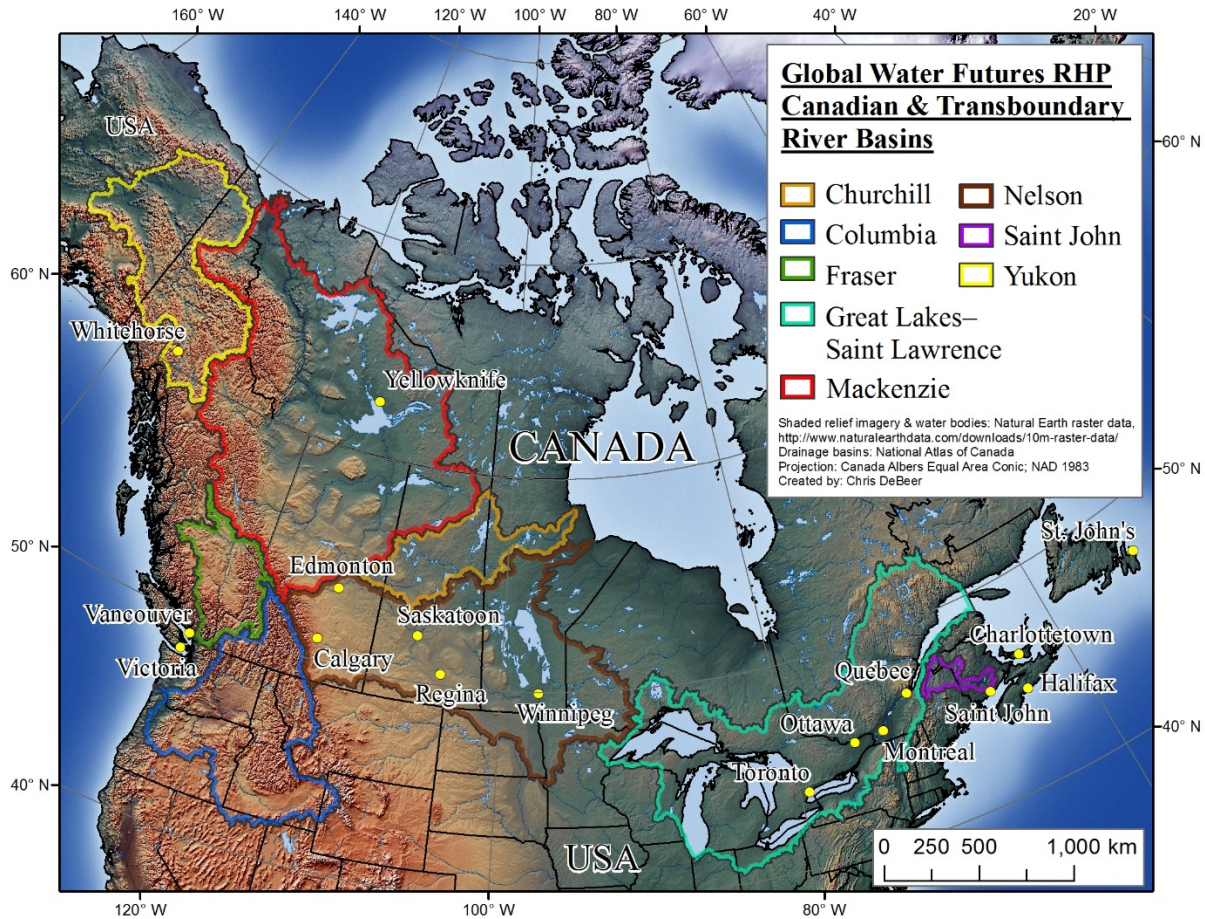 160° W
140° W
120° W
100° W
80° W
60° W
40° W
20° W
Global Water Futures RHP
Canadian & Transboundary
River Basins
Churchill
Nelson
Columbia
Saint John
Fraser
Yukon
Great Lakes–
Saint Lawrence
Mackenzie
Shaded relief imagery & water bodies: Natural Earth raster data,
http://www.naturalearthdata.com/downloads/10m-raster-data/
Drainage basins: National Atlas of Canada
Projection: Canada Albers Equal Area Conic; NAD 1983
Created by: Chris DeBeer
USA
60° N
60° N
Whitehorse
Yellowknife
CANADA
50° N
50° N
St. John's
Edmonton
Vancouver
Saskatoon
Victoria
Calgary
Charlottetown
Regina
Québec
Halifax
Winnipeg
Saint John
Ottawa
40° N
Montréal
Toronto
40° N
USA
0 250 500 1,000 km
120° W
100° W
80° W